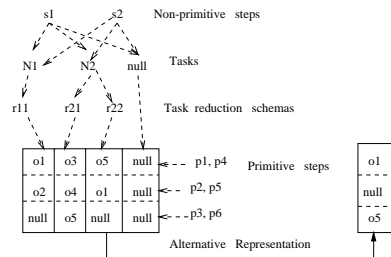 s1 s2 Non-primitive steps
N1 N2 null Tasks
r11 r21 r22 Task reduction schemas
o1 o3 o5 null p1, p4 Primitive steps o1
o2 o4 o1 null p2, p5 null
null o5 null null p3, p6 o5
Alternative Representation